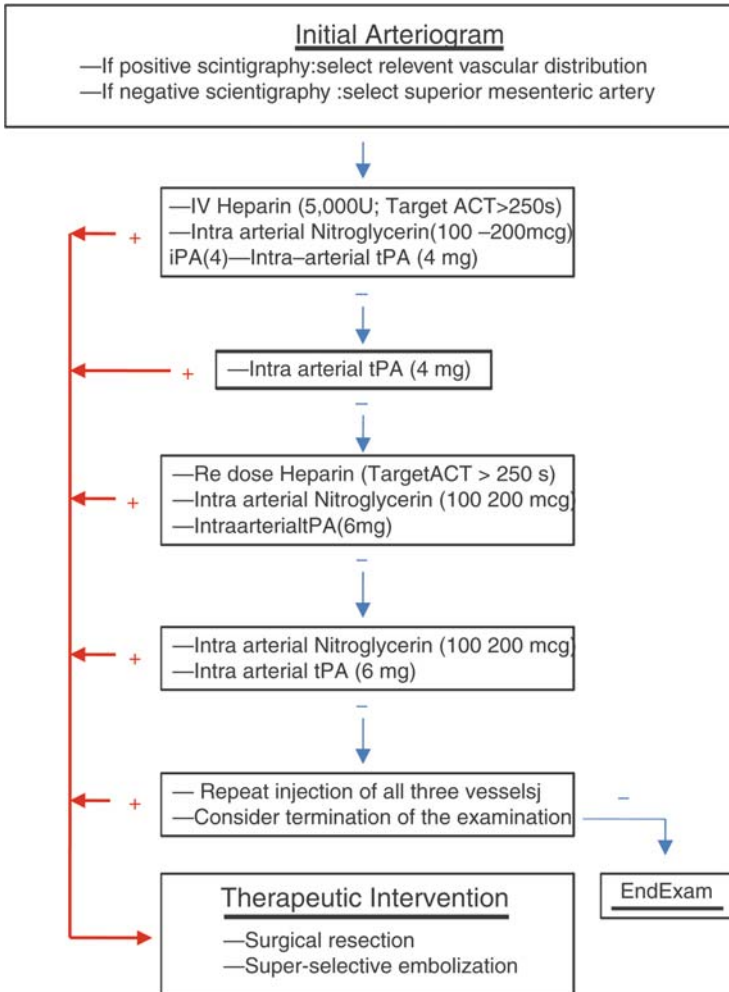 Initial Arteriogram
—If positive scintigraphy:select relevent vascular distribution
—If negative scientigraphy :select superior mesenteric artery
—IV Heparin (5,000U; Target ACT>250s)
—Intra arterial Nitroglycerin(100 –200mcg)
iPA(4)—Intra–arterial tPA (4 mg)
+
–
—Intra arterial tPA (4 mg)
+
–
—Re dose Heparin (TargetACT > 250 s)
—Intra arterial Nitroglycerin (100 200 mcg)
—IntraarterialtPA(6mg)
+
–
—Intra arterial Nitroglycerin (100 200 mcg)
—Intra arterial tPA (6 mg)
+
–
— Repeat injection of all three vesselsj
—Consider termination of the examination
+
–
EndExam
Therapeutic Intervention
—Surgical resection
—Super-selective embolization